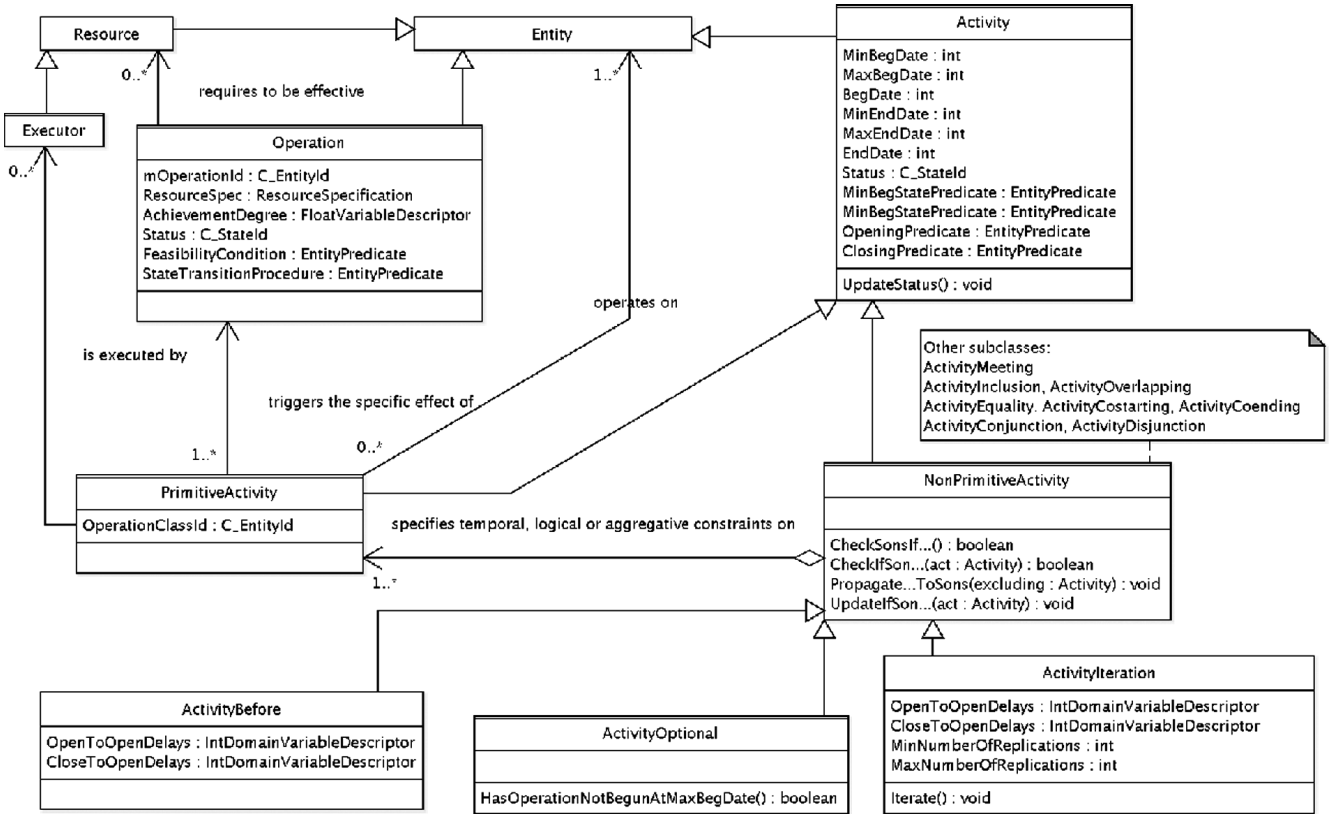 Resource
Entity
Activity
MinBegDate : int
MaxBegDate : int
BegDate : int
MinEndDate : int
MaxEndDate : int
EndDate : int
Status : C_StateId
MinBegStatePredicate : EntityPredicate
MinBegStatePredicate : EntityPredicate
OpeningPredicate : EntityPredicate
ClosingPredicate : EntityPredicate
UpdateStatus() : void
0..*
requires to be effective
1..*
Executor
0..*
Operation
mOperationId : C_EntityId
ResourceSpec : ResourceSpecification
AchievementDegree : FloatVariableDescriptor
Status : C_StateId
FeasibilityCondition : EntityPredicate
StateTransitionProcedure : EntityPredicate
operates on
is executed by
triggers the specific effect of
0..*
1..*
Other subclasses:
ActivityMeeting
ActivityInclusion, ActivityOverlapping
ActivityEquality. ActivityCostarting, ActivityCoending
ActivityConjunction, ActivityDisjunction
PrimitiveActivity
OperationClassId : C_EntityId
specifies temporal, logical or aggregative constraints on
1..*
NonPrimitiveActivity
CheckSonsIf...() : boolean
CheckIfSon...(act : Activity) : boolean
Propagate...ToSons(excluding : Activity) : void
UpdateIfSon...(act : Activity) : void
ActivityBefore
OpenToOpenDelays : IntDomainVariableDescriptor
CloseToOpenDelays : IntDomainVariableDescriptor
ActivityOptional
HasOperationNotBegunAtMaxBegDate() : boolean
ActivityIteration
OpenToOpenDelays : IntDomainVariableDescriptor
CloseToOpenDelays : IntDomainVariableDescriptor
MinNumberOfReplications : int
MaxNumberOfReplications : int
Iterate() : void